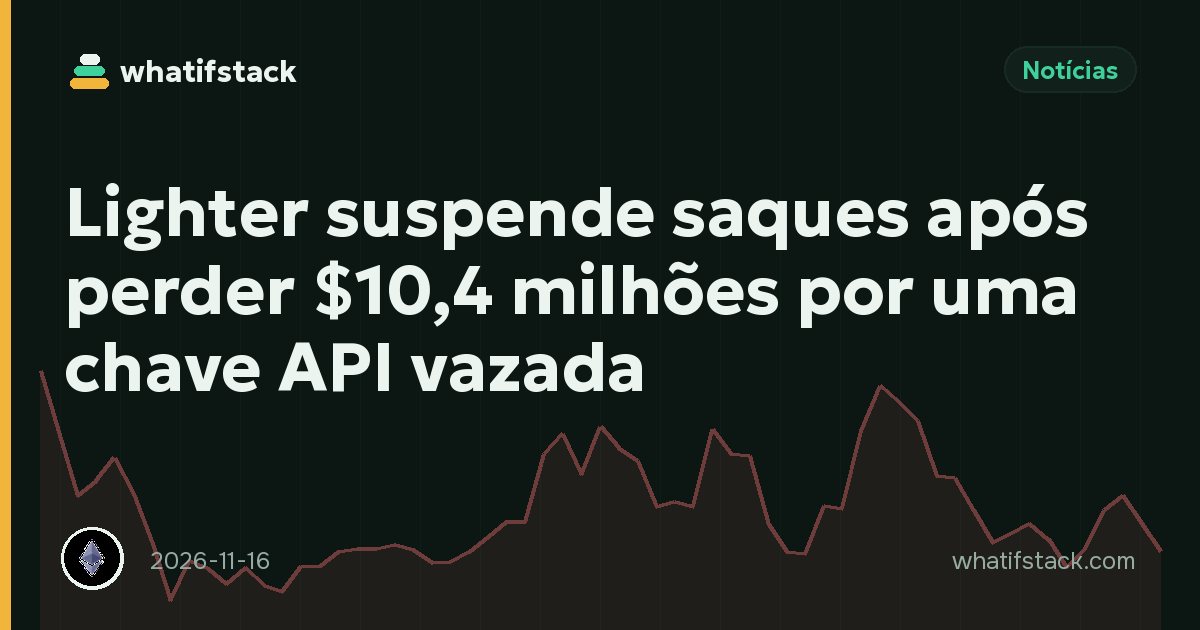 whatifstack
Notícias
Lighter suspende saques após
perder $10,4 milhões por uma
chave API vazada
2026-11-16
whatifstack.com